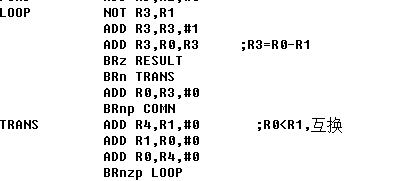 LOOP NOT R3,R1
ADD R3,R3,#1
ADD R3,R0,R3 ;R3=R0-R1
BRz RESULT
BRn TRANS
ADD R0,R3,#0
BRnp COMN
TRANS ADD R4,R1,#0 ;R0<R1,互换
ADD R1,R0,#0
ADD R0,R4,#0
BRnzp LOOP